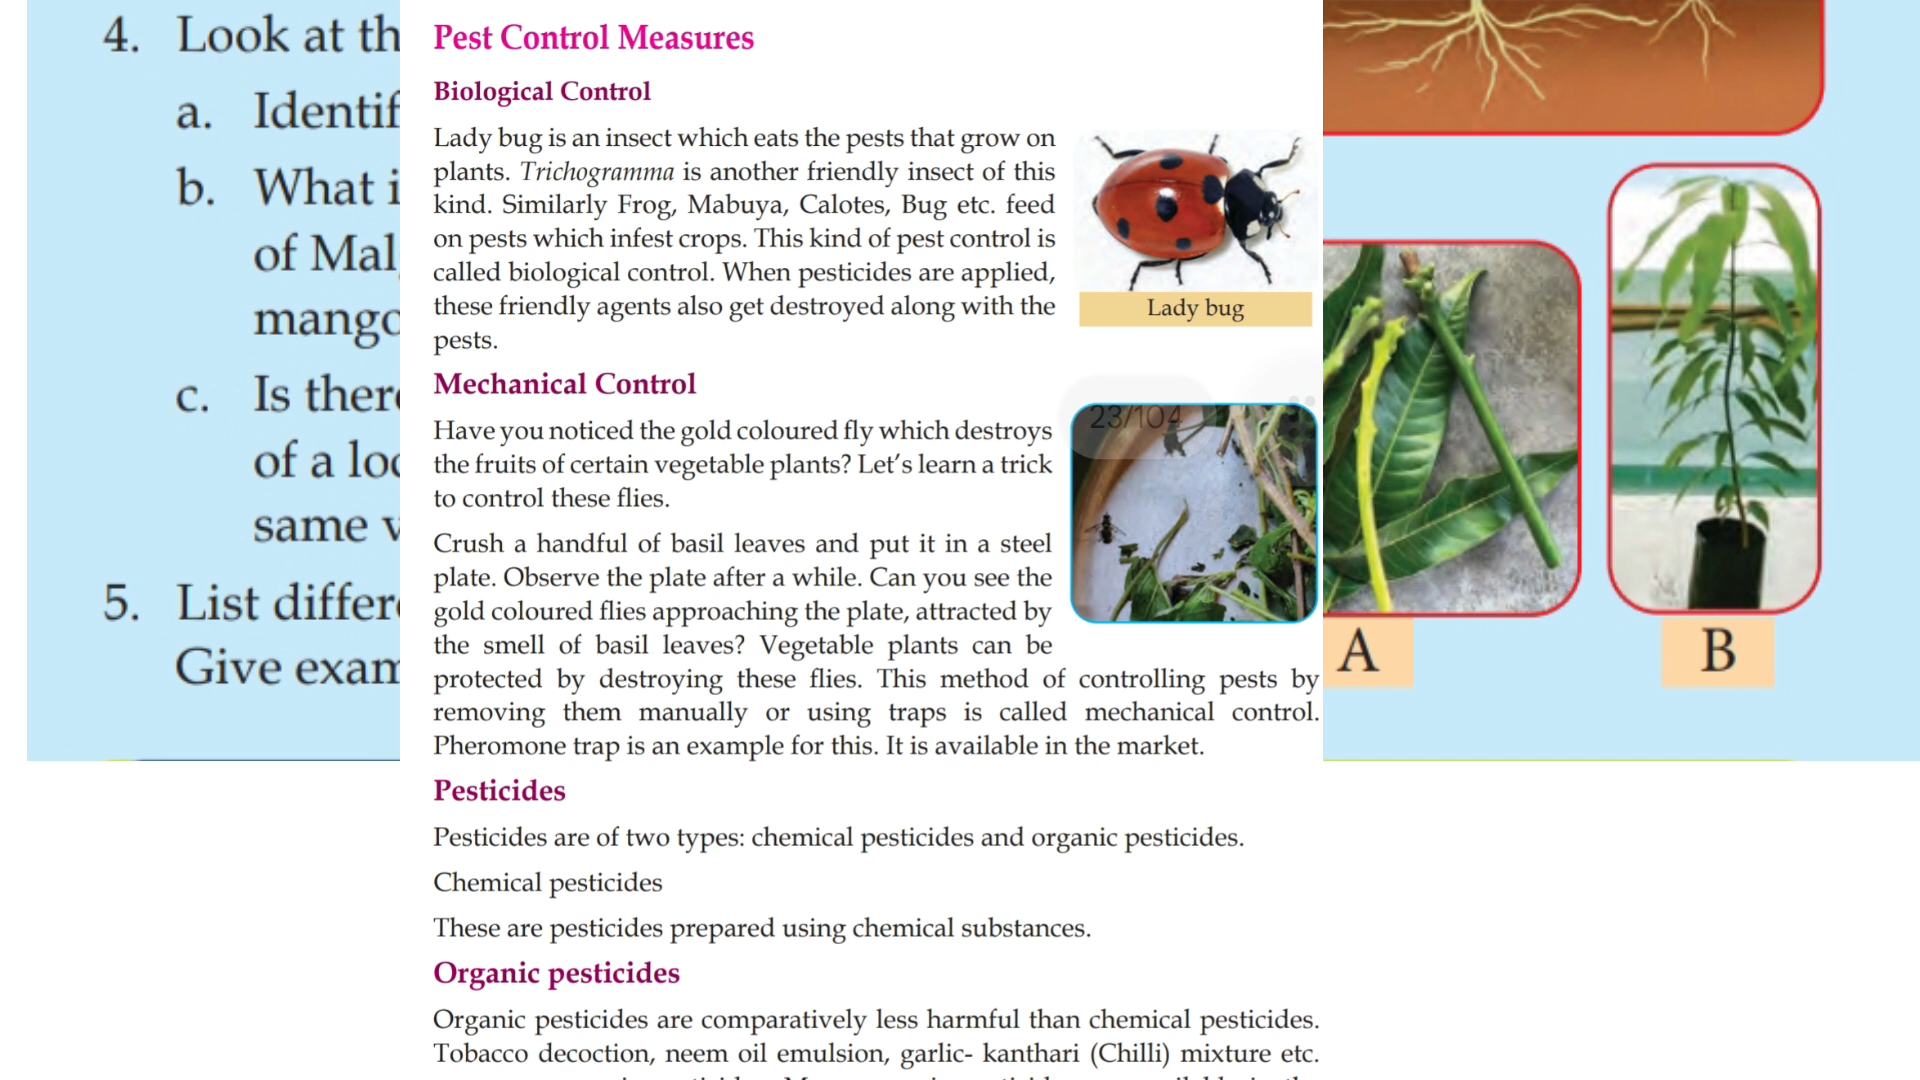 4. Look at th
a. Identif
b. What i
of Mal
mango
c. Is there
of a loc
same v
5. List differe
Give exam
Pest Control Measures
Biological Control
Lady bug is an insect which eats the pests that grow on
plants. Trichogramma is another friendly insect of this
kind. Similarly Frog, Mabuya, Calotes, Bug etc. feed
on pests which infest crops. This kind of pest control is
called biological control. When pesticides are applied,
these friendly agents also get destroyed along with the
pests.
Lady bug
Mechanical Control
23/104
Have you noticed the gold coloured fly which destroys
the fruits of certain vegetable plants? Let's learn a trick
to control these flies.
Crush a handful of basil leaves and put it in a steel
plate. Observe the plate after a while. Can you see the
gold coloured flies approaching the plate, attracted by
the smell of basil leaves? Vegetable plants can be
protected by destroying these flies. This method of controlling pests by
removing them manually or using traps is called mechanical control.
Pheromone trap is an example for this. It is available in the market.
Pesticides
Pesticides are of two types: chemical pesticides and organic pesticides.
Chemical pesticides
These are pesticides prepared using chemical substances.
Organic pesticides
Organic pesticides are comparatively less harmful than chemical pesticides.
Tobacco decoction, neem oil emulsion, garlic- kanthari (Chilli) mixture etc.
A
B